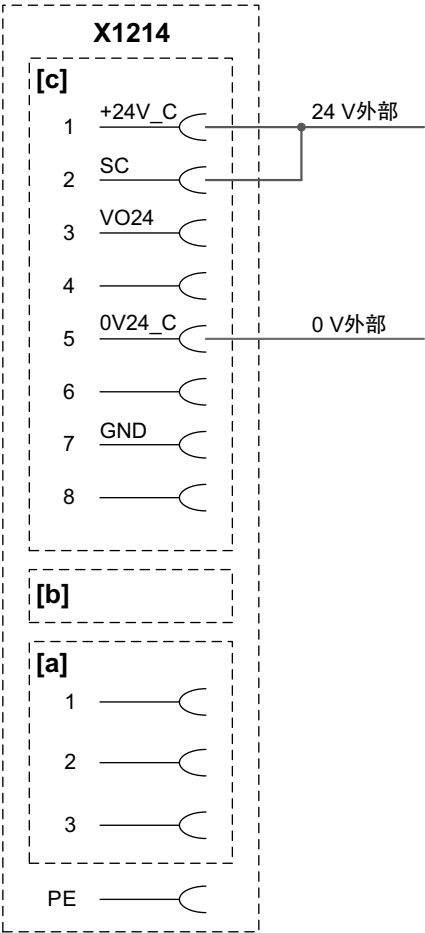 X1214
[c]
1 +24V_C 24 V外部
2 SC
3 VO24
4
5 0V24_C 0 V外部
6
7 GND
8
[b]
[a]
1
2
3
PE